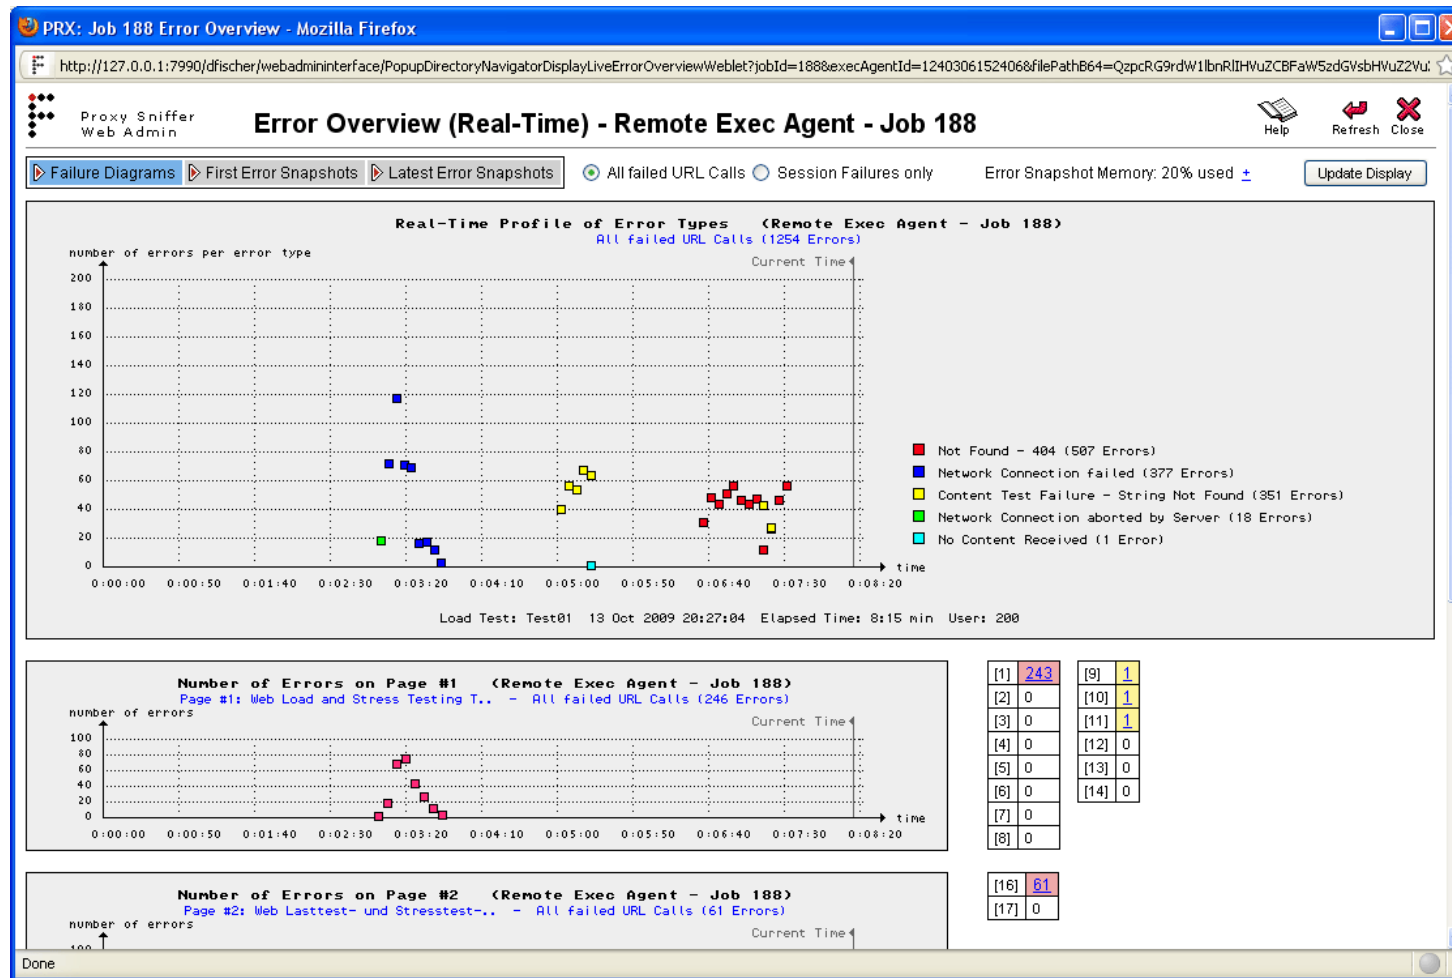 PRX: Job 188 Error Overview - Mozilla Firefox
http://127.0.0.1:7990/dfischer/webadmininterface/PopupDirectoryNavigatorDisplayLiveErrorOverviewWeblet?jobId=188&execAgentId=1240306152406&filePathB64=
Proxy Sniffer
Web Admin
Error Overview (Real-Time) - Remote Exec Agent - Job 188
Help Refresh Close
Failure Diagrams First Error Snapshots Latest Error Snapshots All failed URL Calls Session Failures only Error Snapshot Memory: 20% used + Update Display
Real-Time Profile of Error Types (Remote Exec Agent - Job 188)
All failed URL Calls (1254 Errors)
number of errors per error type
Current Time
200
180
160
140
120
100
80
60
40
20
0
Not Found - 404 (507 Errors)
Network Connection failed (377 Errors)
Content Test Failure - String Not Found (351 Errors)
Network Connection aborted by Server (18 Errors)
No Content Received (1 Error)
time
0:00:00 0:00:50 0:01:40 0:02:30 0:03:20 0:04:10 0:05:00 0:05:50 0:06:40 0:07:30 0:08:20
Load Test: Test01 13 Oct 2009 20:27:04 Elapsed Time: 8:15 min User: 200
Number of Errors on Page #1 (Remote Exec Agent - Job 188)
Page #1: Web Load and Stress Testing T.. - All failed URL Calls (246 Errors)
number of errors
Current Time
100
80
60
40
20
0
time
0:00:00 0:00:50 0:01:40 0:02:30 0:03:20 0:04:10 0:05:00 0:05:50 0:06:40 0:07:30 0:08:20
[1] 243 [9] 1
[2] 0 [10] 1
[3] 0 [11] 1
[4] 0 [12] 0
[5] 0 [13] 0
[6] 0 [14] 0
[7] 0
[8] 0
Number of Errors on Page #2 (Remote Exec Agent - Job 188)
Page #2: Web Lasttest- und Stresstest-.. - All failed URL Calls (61 Errors)
number of errors
Current Time
100
[16] 61
[17] 0
Done